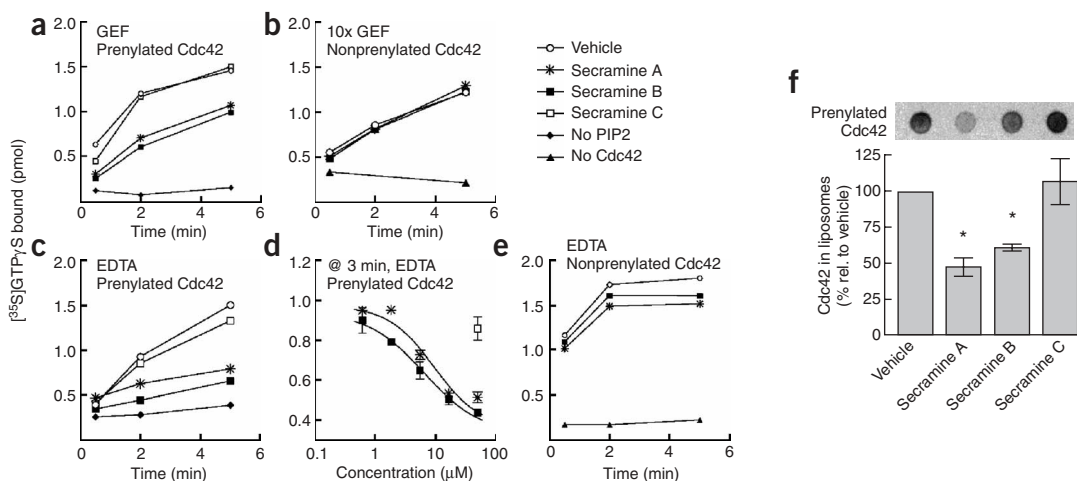 a
GEF
Prenylated Cdc42
2.0
1.5
1.0
0.5
0
2
4
6
Time (min)
b
10x GEF
Nonprenylated Cdc42
2.0
1.5
1.0
0.5
0
2
4
6
Time (min)
Vehicle
Secramine A
Secramine B
Secramine C
No PIP2
No Cdc42
[³⁵S]GTPγS bound (pmol)
c
EDTA
Prenylated Cdc42
2.0
1.5
1.0
0.5
0
2
4
6
Time (min)
d
@ 3 min, EDTA
Prenylated Cdc42
1.0
0.8
0.6
0.4
0.1
1
10
100
Concentration (μM)
e
EDTA
Nonprenylated Cdc42
2.0
1.5
1.0
0.5
0
2
4
6
Time (min)
f
Prenylated
Cdc42
Cdc42 in liposomes
(% rel. to vehicle)
125
100
75
50
25
0
*
*
Vehicle
Secramine A
Secramine B
Secramine C